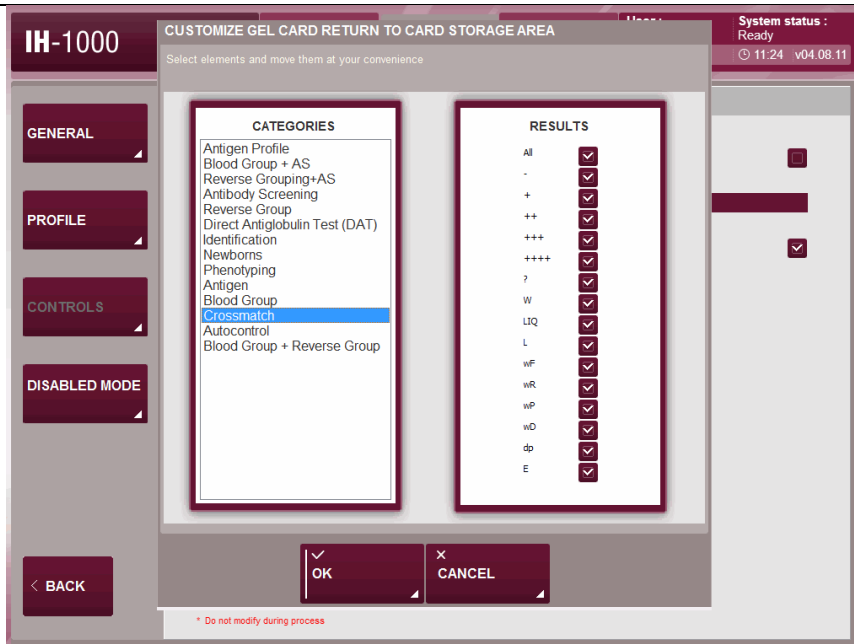 IH-1000
CUSTOMIZE GEL CARD RETURN TO CARD STORAGE AREA
Select elements and move them at your convenience
System status :
Ready
11:24 v04.08.11
GENERAL
PROFILE
CONTROLS
DISABLED MODE
< BACK
CATEGORIES
Antigen Profile
Blood Group + AS
Reverse Grouping+AS
Antibody Screening
Reverse Group
Direct Antiglobulin Test (DAT)
Identification
Newborns
Phenotyping
Antigen
Blood Group
Crossmatch
Autocontrol
Blood Group + Reverse Group
RESULTS
All
-
+
++
+++
++++
?
W
LIQ
L
wF
wR
wP
wD
dp
E
OK
CANCEL
* Do not modify during process